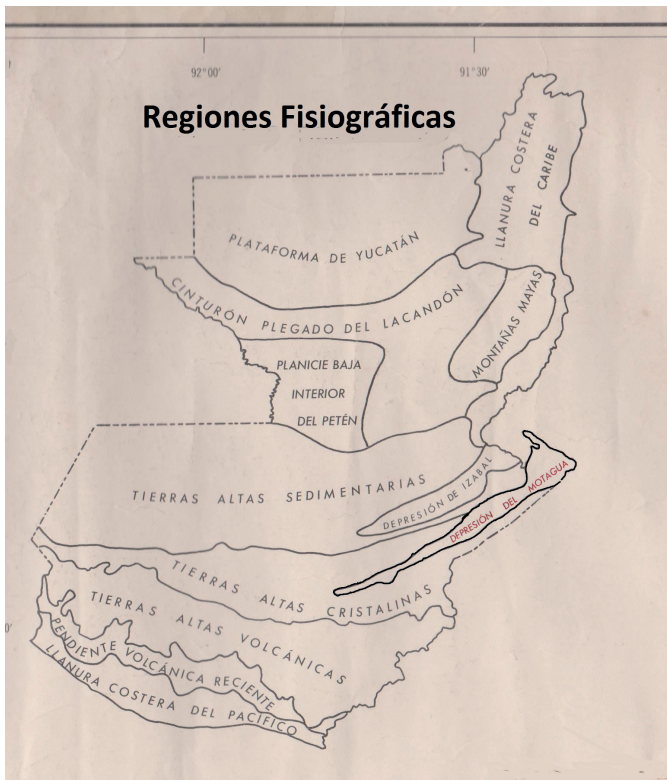 92°00'
91°30'
Regiones Fisiográficas
LLANURA COSTERA
DEL CARIBE
PLATAFORMA DE YUCATÁN
CINTURÓN PLEGADO DEL LACANDÓN
MONTAÑAS MAYAS
PLANICIE BAJA
INTERIOR
DEL PETÉN
TIERRAS ALTAS SEDIMENTARIAS
DEPRESIÓN DE IZABAL
DEPRESIÓN DEL MOTAGUA
TIERRAS ALTAS CRISTALINAS
TIERRAS ALTAS VOLCÁNICAS
PENDIENTE VOLCÁNICA RECIENTE
LLANURA COSTERA DEL PACÍFICO